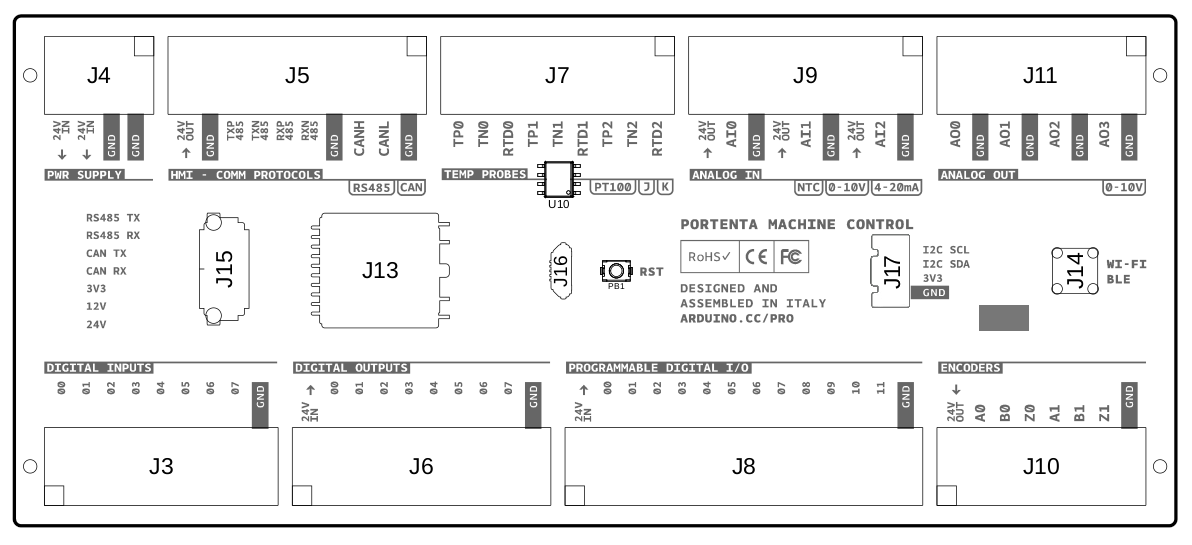 J4
J5
J7
J9
J11
24V IN
24V IN
GND
GND
24V OUT
GND
TXP 485
TXN 485
RXP 485
RXN 485
GND
CANH
CANL
GND
TP0
TN0
RTD0
TP1
TN1
RTD1
TP2
TN2
RTD2
24V OUT
AI0
GND
24V OUT
AI1
GND
24V OUT
AI2
GND
AO0
GND
AO1
GND
AO2
GND
AO3
GND
PWR SUPPLY
HMI - COMM PROTOCOLS
RS485
CAN
TEMP PROBES
U10
PT100
J
K
ANALOG IN
NTC
0-10V
4-20mA
ANALOG OUT
0-10V
RS485 TX
RS485 RX
CAN TX
CAN RX
3V3
12V
24V
J15
J13
J16
PB1
RST
PORTENTA MACHINE CONTROL
RoHS✓
CE
FC
DESIGNED AND
ASSEMBLED IN ITALY
ARDUINO.CC/PRO
J17
I2C SCL
I2C SDA
3V3
GND
J14
WI-FI
BLE
DIGITAL INPUTS
DIGITAL OUTPUTS
PROGRAMMABLE DIGITAL I/O
ENCODERS
00
01
02
03
04
05
06
07
GND
24V IN
00
01
02
03
04
05
06
07
GND
24V IN
00
01
02
03
04
05
06
07
08
09
10
11
GND
24V OUT
A0
B0
Z0
A1
B1
Z1
GND
J3
J6
J8
J10